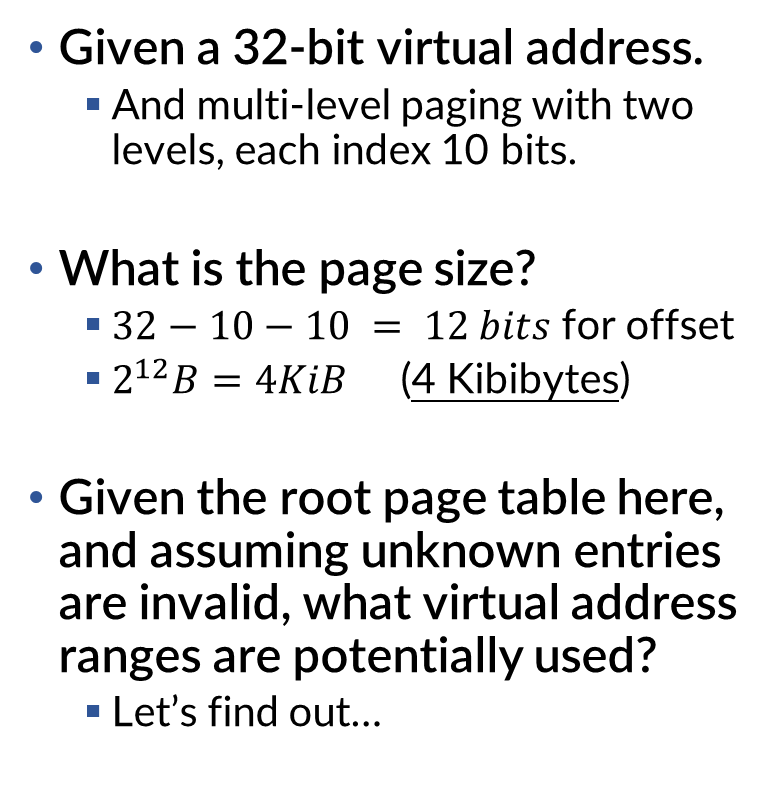 • Given a 32-bit virtual address.
▪ And multi-level paging with two
levels, each index 10 bits.
• What is the page size?
▪ 32 − 10 − 10 = 12 bits for offset
▪ 2¹²B = 4KiB (4 Kibibytes)
• Given the root page table here,
and assuming unknown entries
are invalid, what virtual address
ranges are potentially used?
▪ Let’s find out…